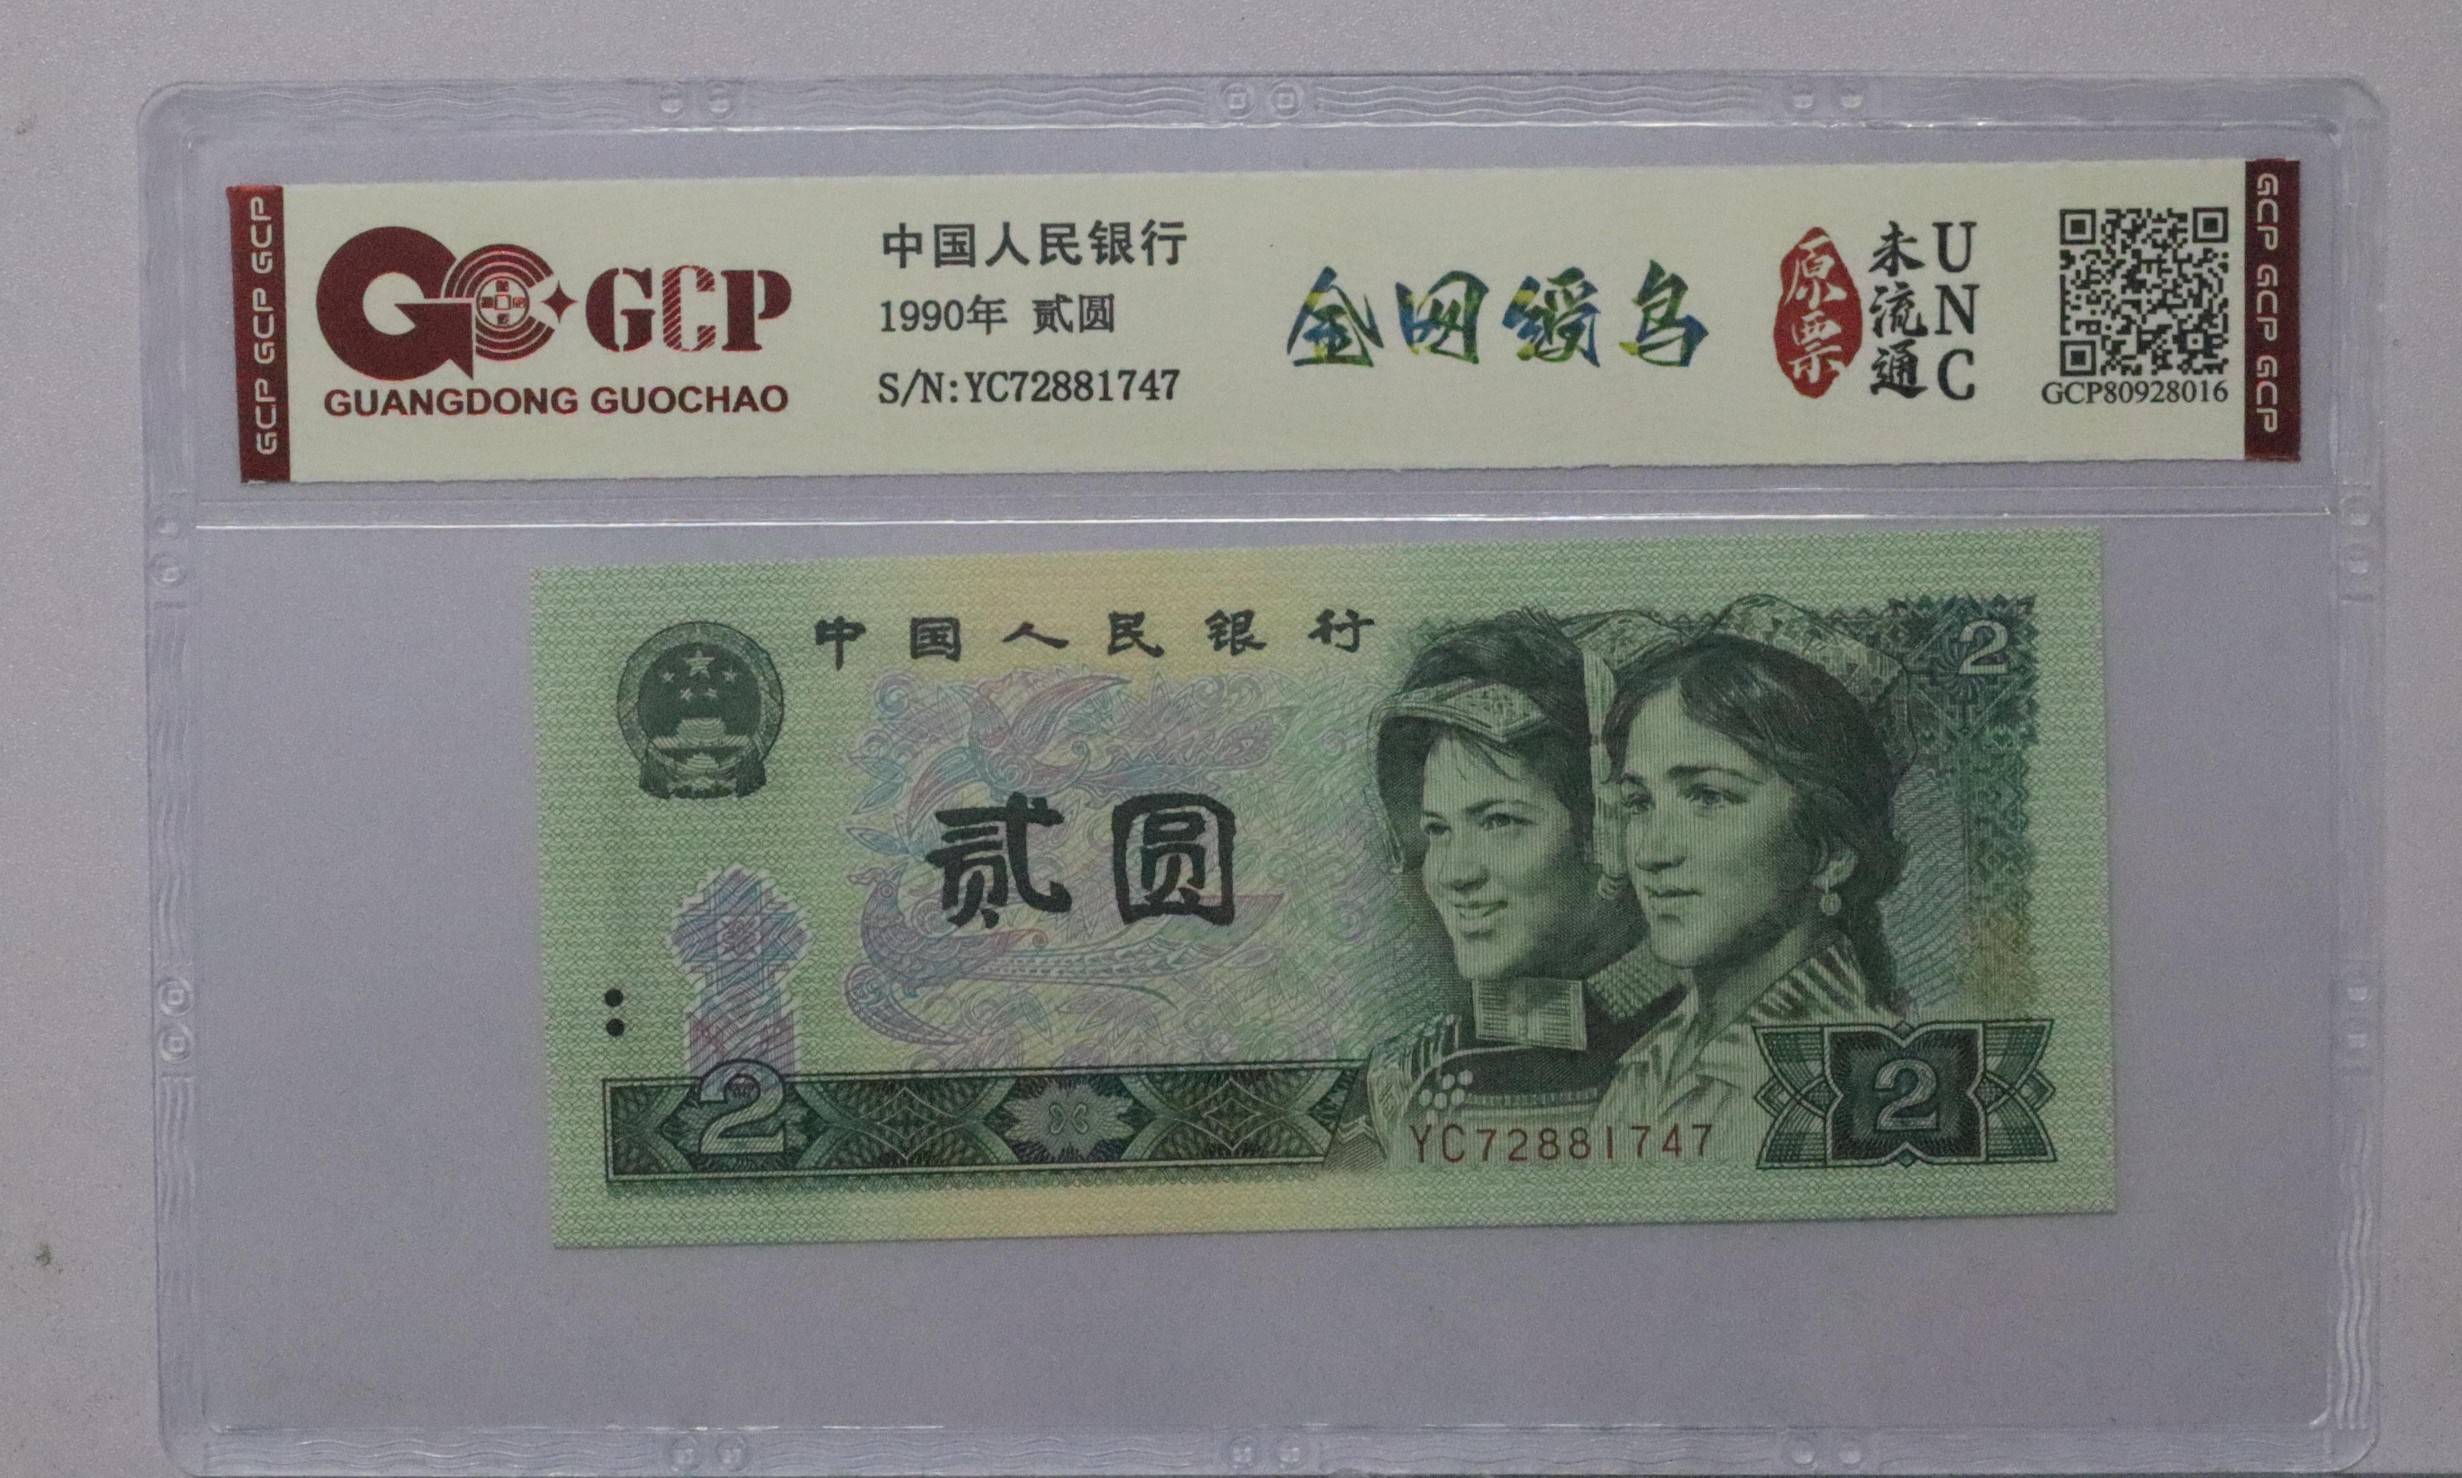 GCP GCP GCP
GCP
GUANGDONG GUOCHAO
中国人民银行
1990年 贰圆
S/N:YC72881747
金网绶鸟
原票
未流通
UNC
GCP80928016
GCP GCP GCP
中国人民银行
2
贰圆
2
YC72881747
2